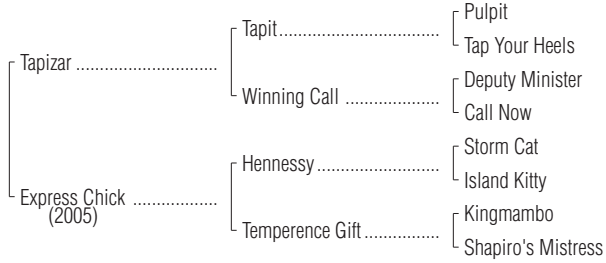 Pulpit
Tapit
Tap Your Heels
Tapizar
Deputy Minister
Winning Call
Call Now
Storm Cat
Hennessy
Island Kitty
Express Chick
(2005)
Kingmambo
Temperence Gift
Shapiro's Mistress